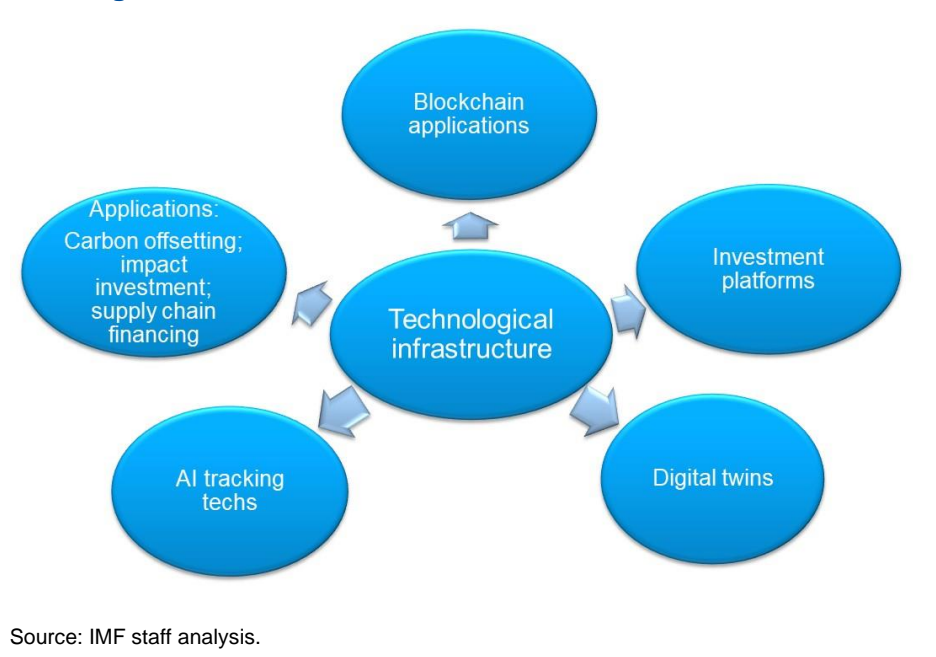 Blockchain
applications
Applications:
Carbon offsetting;
impact
investment;
supply chain
financing
Investment
platforms
Technological
infrastructure
AI tracking
techs
Digital twins
Source: IMF staff analysis.